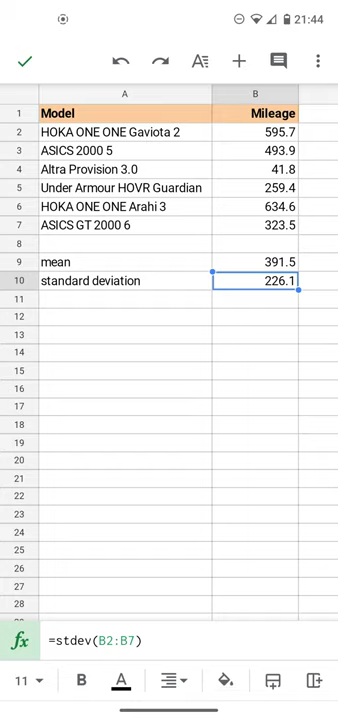 21:44
A B
1 Model Mileage
2 HOKA ONE ONE Gaviota 2 595.7
3 ASICS 2000 5 493.9
4 Altra Provision 3.0 41.8
5 Under Armour HOVR Guardian 259.4
6 HOKA ONE ONE Arahi 3 634.6
7 ASICS GT 2000 6 323.5
8
9 mean 391.5
10 standard deviation 226.1
11
12
13
14
15
16
17
18
19
20
21
22
23
24
25
26
27
28
fx =stdev(B2:B7)
11 B A